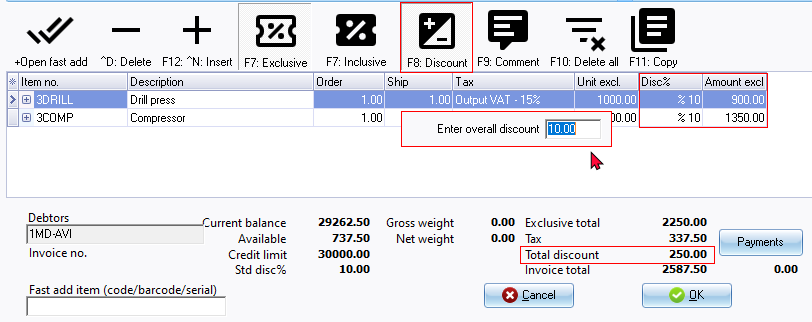 +Open fast add ^D: Delete F12: ^N: Insert F7: Exclusive F7: Inclusive F8: Discount F9: Comment F10: Delete all F11: Copy
Item no. Description Order Ship Tax Unit excl. Disc% Amount excl
3DRILL Drill press 1.00 1.00 Output VAT - 15% 1000.00 % 10 900.00
3COMP Compressor 1.00 00.00 % 10 1350.00
Enter overall discount 10.00
Debtors
1MD-AVI
Invoice no.
Current balance 29262.50 Gross weight 0.00 Exclusive total 2250.00
Available 737.50 Net weight 0.00 Tax 337.50 Payments
Credit limit 30000.00 Total discount 250.00
Std disc% 10.00 Invoice total 2587.50 0.00
Fast add item (code/barcode/serial)
Cancel OK